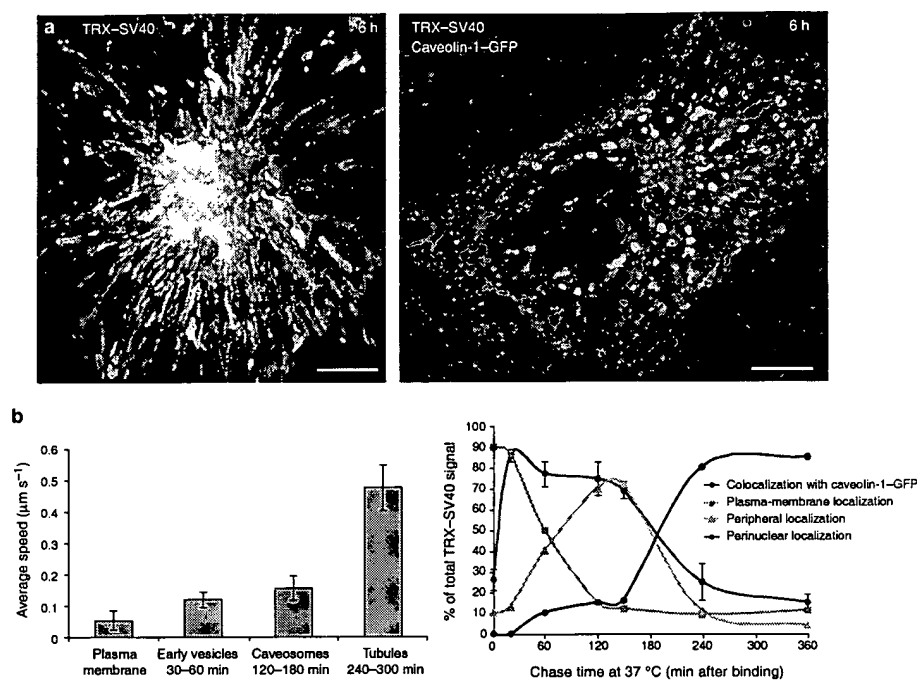 a
TRX–SV40
6 h
TRX–SV40
6 h
Caveolin-1–GFP
b
Average speed (μm s⁻¹)
0.6
0.5
0.4
0.3
0.2
0.1
0
Plasma membrane
Early vesicles 30–60 min
Caveosomes 120–180 min
Tubules 240–300 min
% of total TRX–SV40 signal
100
90
80
70
60
50
40
30
20
10
0
0
60
120
180
240
300
360
Chase time at 37 °C (min after binding)
Colocalization with caveolin-1–GFP
Plasma-membrane localization
Peripheral localization
Perinuclear localization